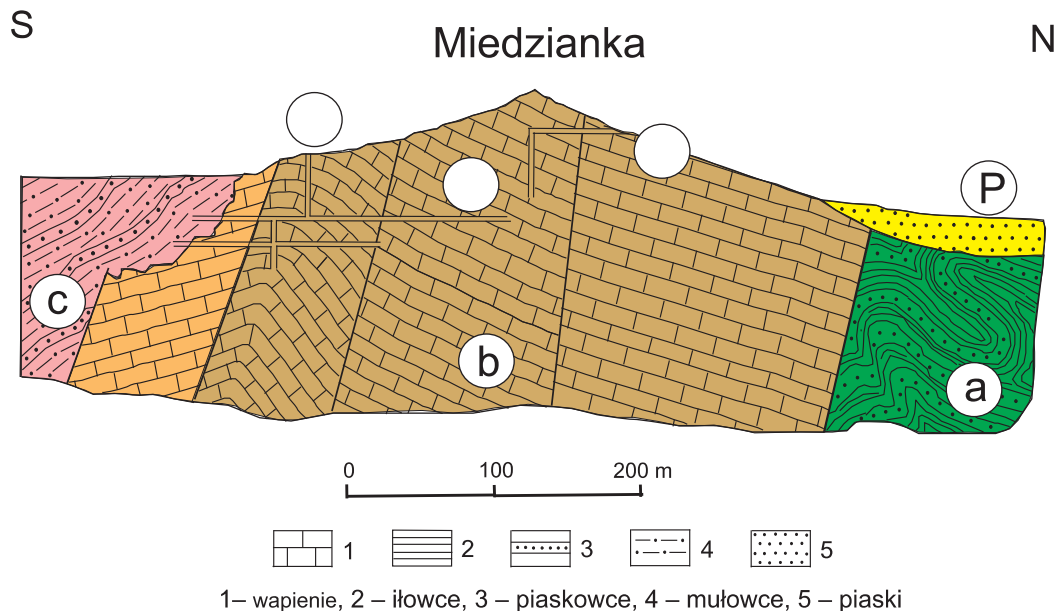 S
N
Miedzianka
P
c
b
a
0 100 200 m
1 2 3 4 5
1– wapienie, 2 – iłowce, 3 – piaskowce, 4 – mułowce, 5 – piaski